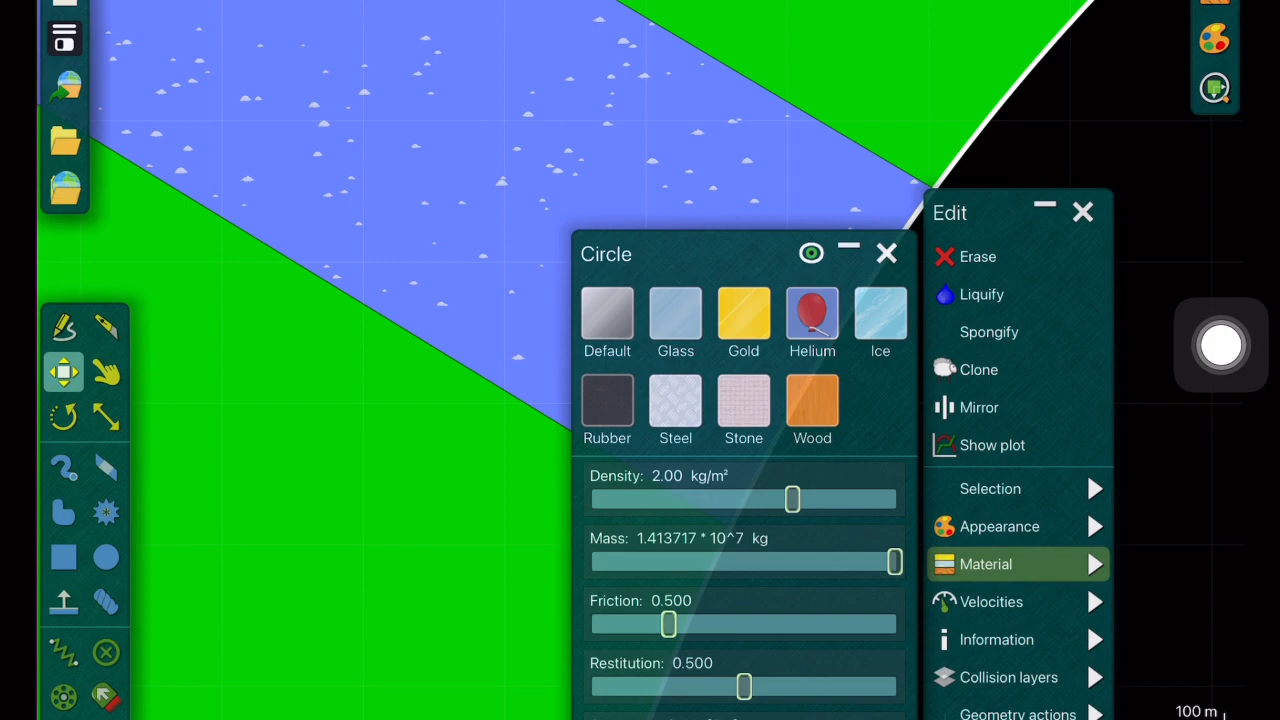 Edit
Erase
Liquify
Spongify
Clone
Mirror
Show plot
Selection
Appearance
Material
Velocities
Information
Collision layers
Geometry actions
Circle
Default Glass Gold Helium Ice
Rubber Steel Stone Wood
Density: 2.00 kg/m²
Mass: 1.413717 * 10^7 kg
Friction: 0.500
Restitution: 0.500
100 m